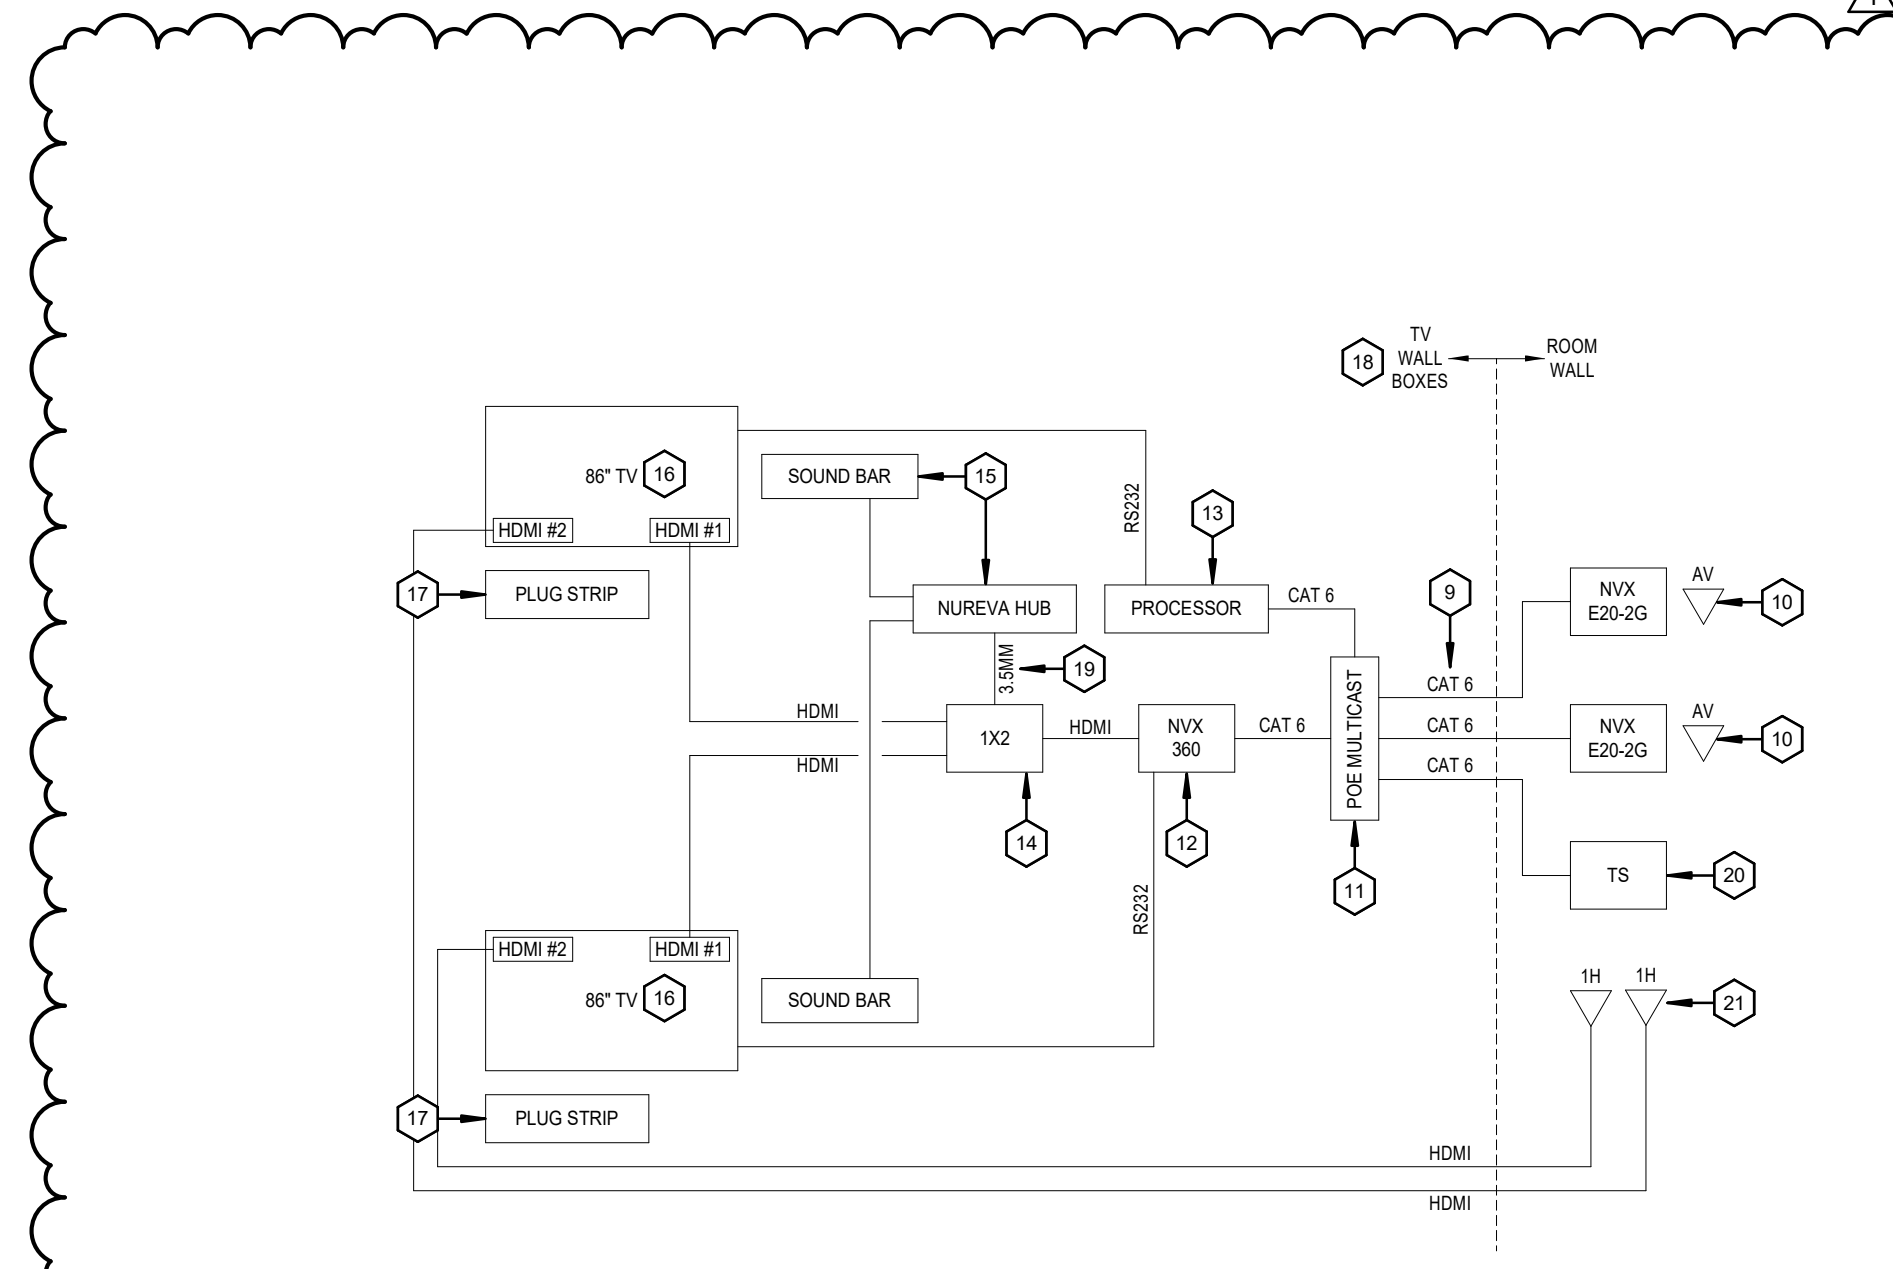 1
TV
WALL
BOXES
18
ROOM
WALL
86" TV
16
HDMI #2
HDMI #1
SOUND BAR
15
RS232
13
17
PLUG STRIP
NUREVA HUB
PROCESSOR
CAT 6
9
NVX
E20-2G
AV
10
3.5MM
19
POE MULTICAST
CAT 6
HDMI
1X2
HDMI
NVX
360
CAT 6
CAT 6
NVX
E20-2G
AV
10
HDMI
CAT 6
14
12
11
RS232
TS
20
HDMI #2
HDMI #1
86" TV
16
SOUND BAR
1H
1H
21
17
PLUG STRIP
HDMI
HDMI